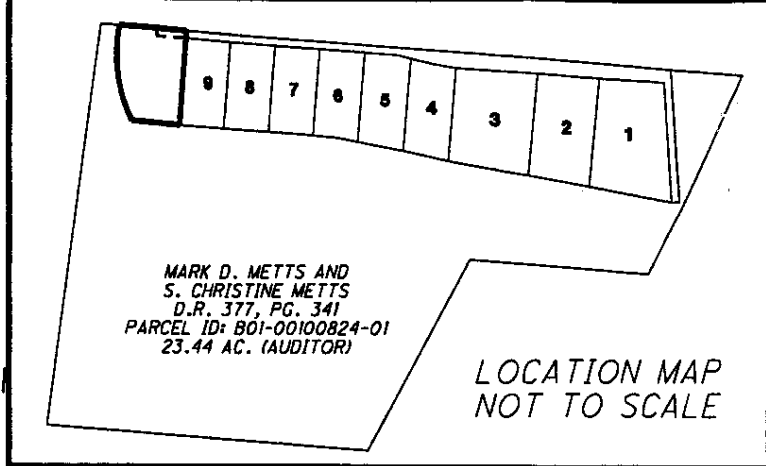 9 8 7 6 5 4 3 2 1
MARK D. METTS AND
S. CHRISTINE METTS
D.R. 377, PG. 341
PARCEL ID: B01-00100824-01
23.44 AC. (AUDITOR)
LOCATION MAP
NOT TO SCALE